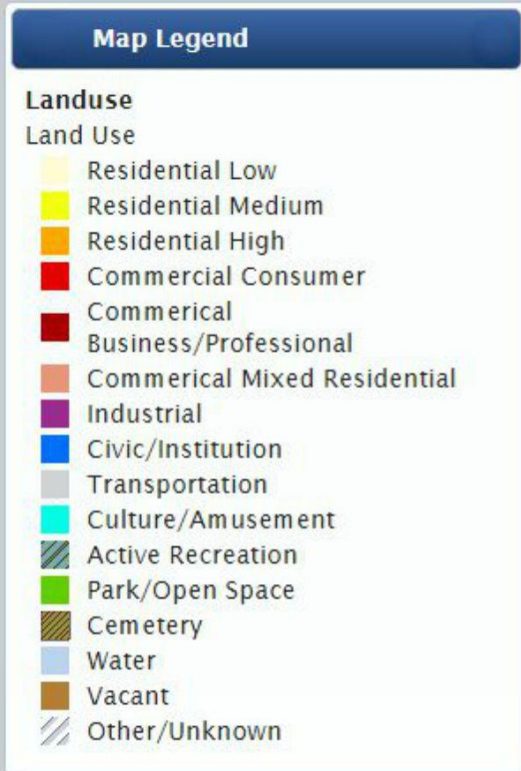 Map Legend
Landuse
Land Use
Residential Low
Residential Medium
Residential High
Commercial Consumer
Commerical
Business/Professional
Commerical Mixed Residential
Industrial
Civic/Institution
Transportation
Culture/Amusement
Active Recreation
Park/Open Space
Cemetery
Water
Vacant
Other/Unknown